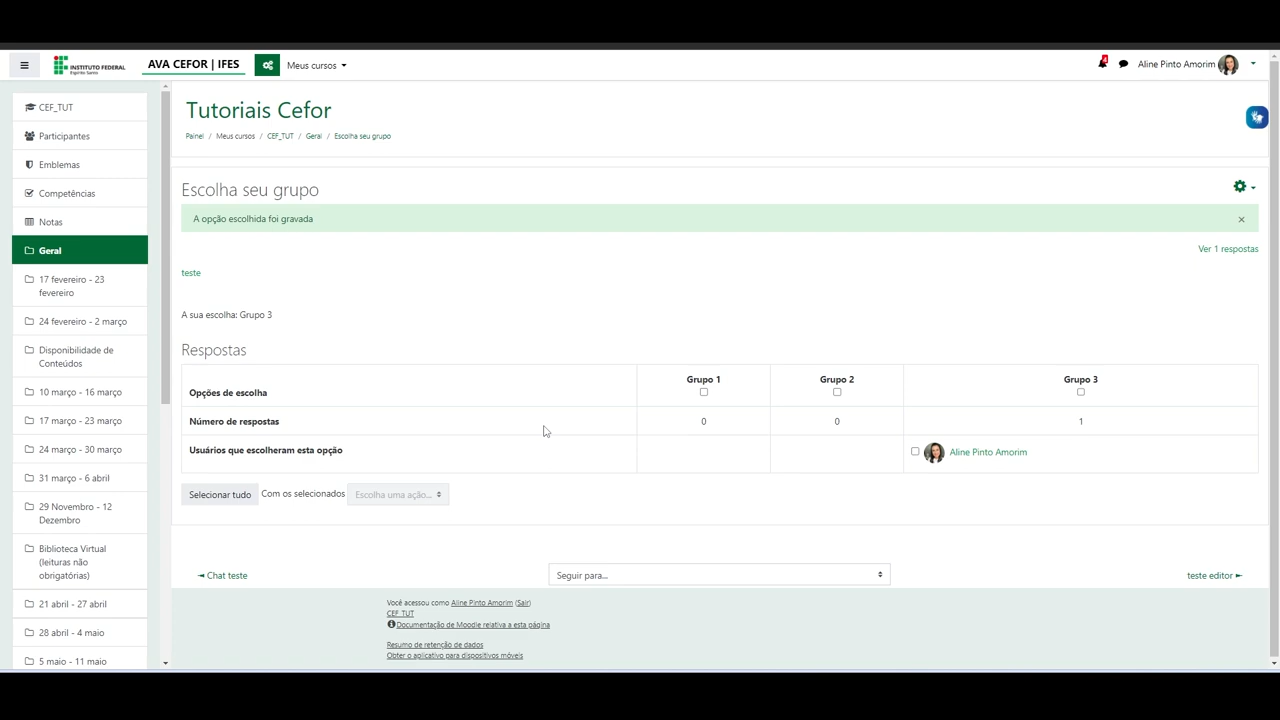 INSTITUTO FEDERAL
Espírito Santo
AVA CEFOR | IFES
Meus cursos
Aline Pinto Amorim
CEF_TUT
Participantes
Emblemas
Competências
Notas
Geral
17 fevereiro - 23
fevereiro
24 fevereiro - 2 março
Disponibilidade de
Conteúdos
10 março - 16 março
17 março - 23 março
24 março - 30 março
31 março - 6 abril
29 Novembro - 12
Dezembro
Biblioteca Virtual
(leituras não
obrigatórias)
21 abril - 27 abril
28 abril - 4 maio
5 maio - 11 maio
Tutoriais Cefor
Painel / Meus cursos / CEF_TUT / Geral / Escolha seu grupo
Escolha seu grupo
A opção escolhida foi gravada ×
Ver 1 respostas
teste
A sua escolha: Grupo 3
Respostas
Opções de escolha Grupo 1 Grupo 2 Grupo 3
Número de respostas 0 0 1
Usuários que escolheram esta opção Aline Pinto Amorim
Selecionar tudo Com os selecionados Escolha uma ação...
◄ Chat teste Seguir para... teste editor ►
Você acessou como Aline Pinto Amorim (Sair)
CEF_TUT
Documentação de Moodle relativa a esta página
Resumo de retenção de dados
Obter o aplicativo para dispositivos móveis